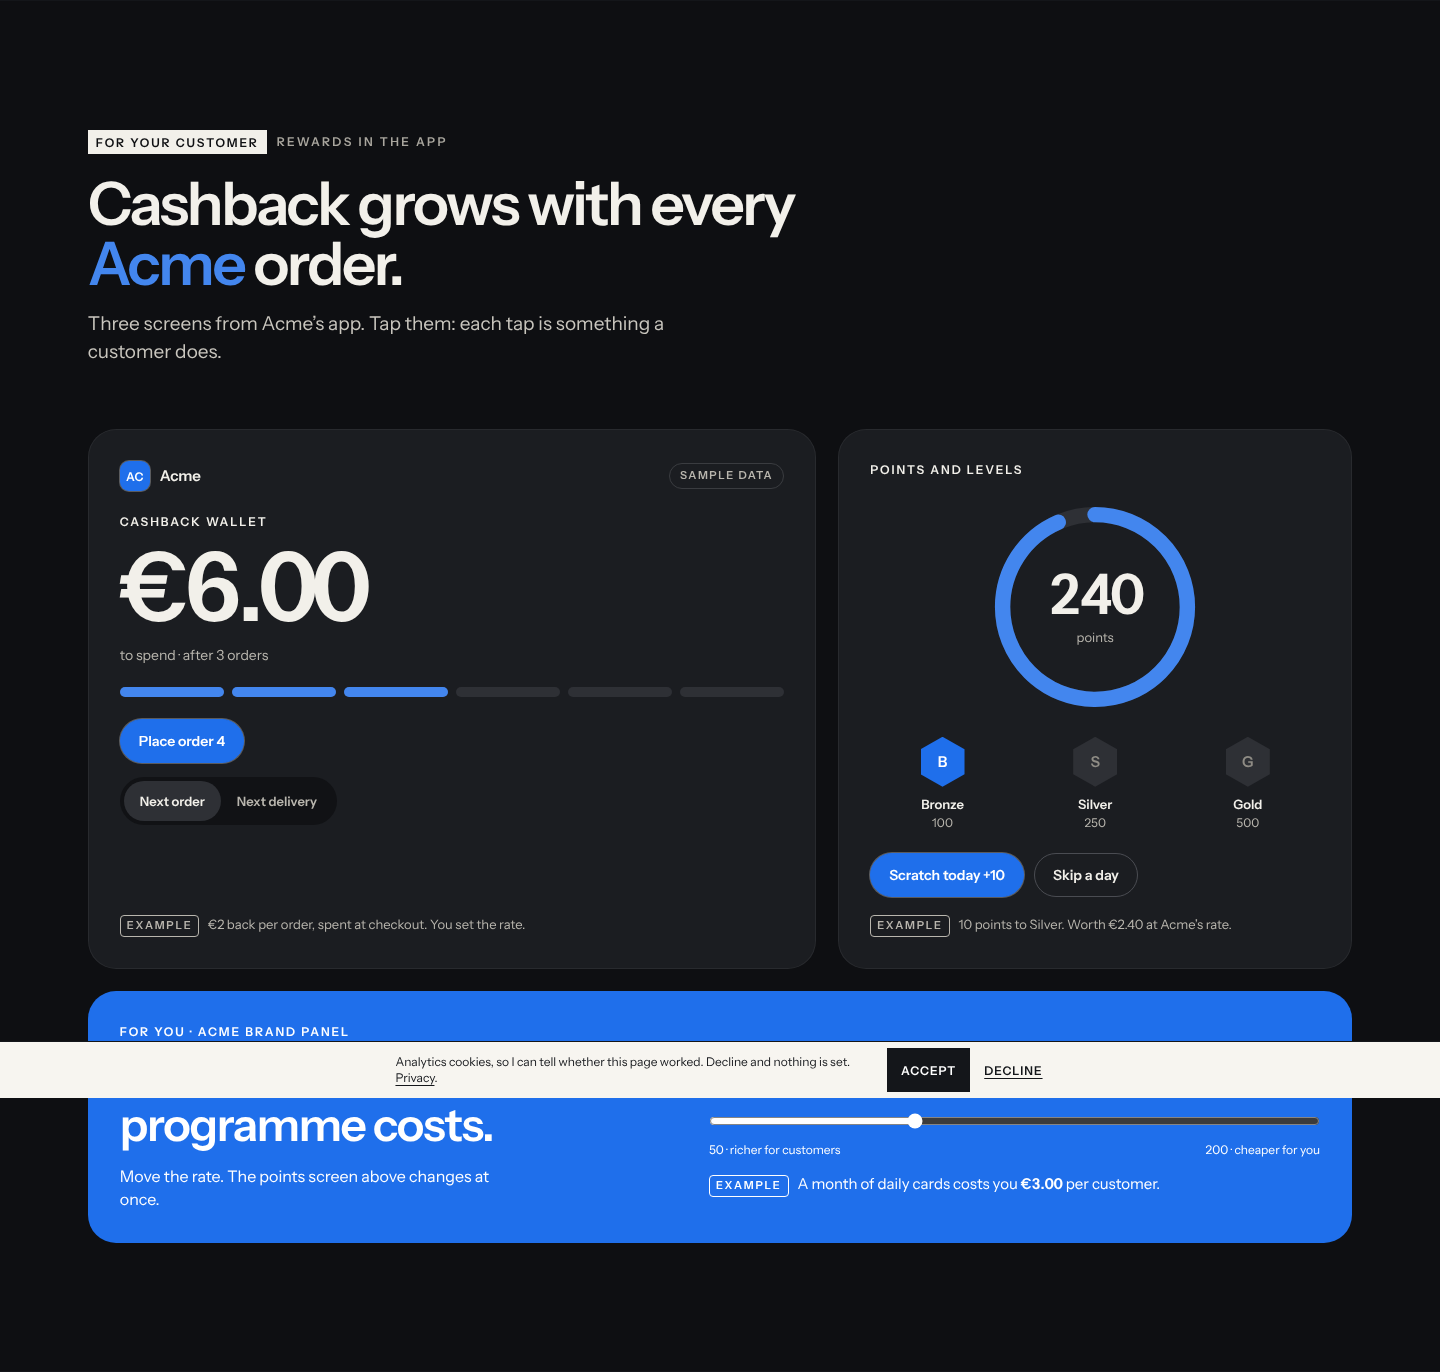 FOR YOUR CUSTOMER REWARDS IN THE APP
Cashback grows with every
Acme order.
Three screens from Acme’s app. Tap them: each tap is something a
customer does.
AC Acme
SAMPLE DATA
CASHBACK WALLET
€6.00
to spend · after 3 orders
Place order 4
Next order Next delivery
EXAMPLE €2 back per order, spent at checkout. You set the rate.
POINTS AND LEVELS
240
points
B S G
Bronze Silver Gold
100 250 500
Scratch today +10 Skip a day
EXAMPLE 10 points to Silver. Worth €2.40 at Acme’s rate.
FOR YOU · ACME BRAND PANEL
Analytics cookies, so I can tell whether this page worked. Decline and nothing is set.
Privacy.
ACCEPT DECLINE
programme costs.
Move the rate. The points screen above changes at
once.
50 · richer for customers 200 · cheaper for you
EXAMPLE A month of daily cards costs you €3.00 per customer.